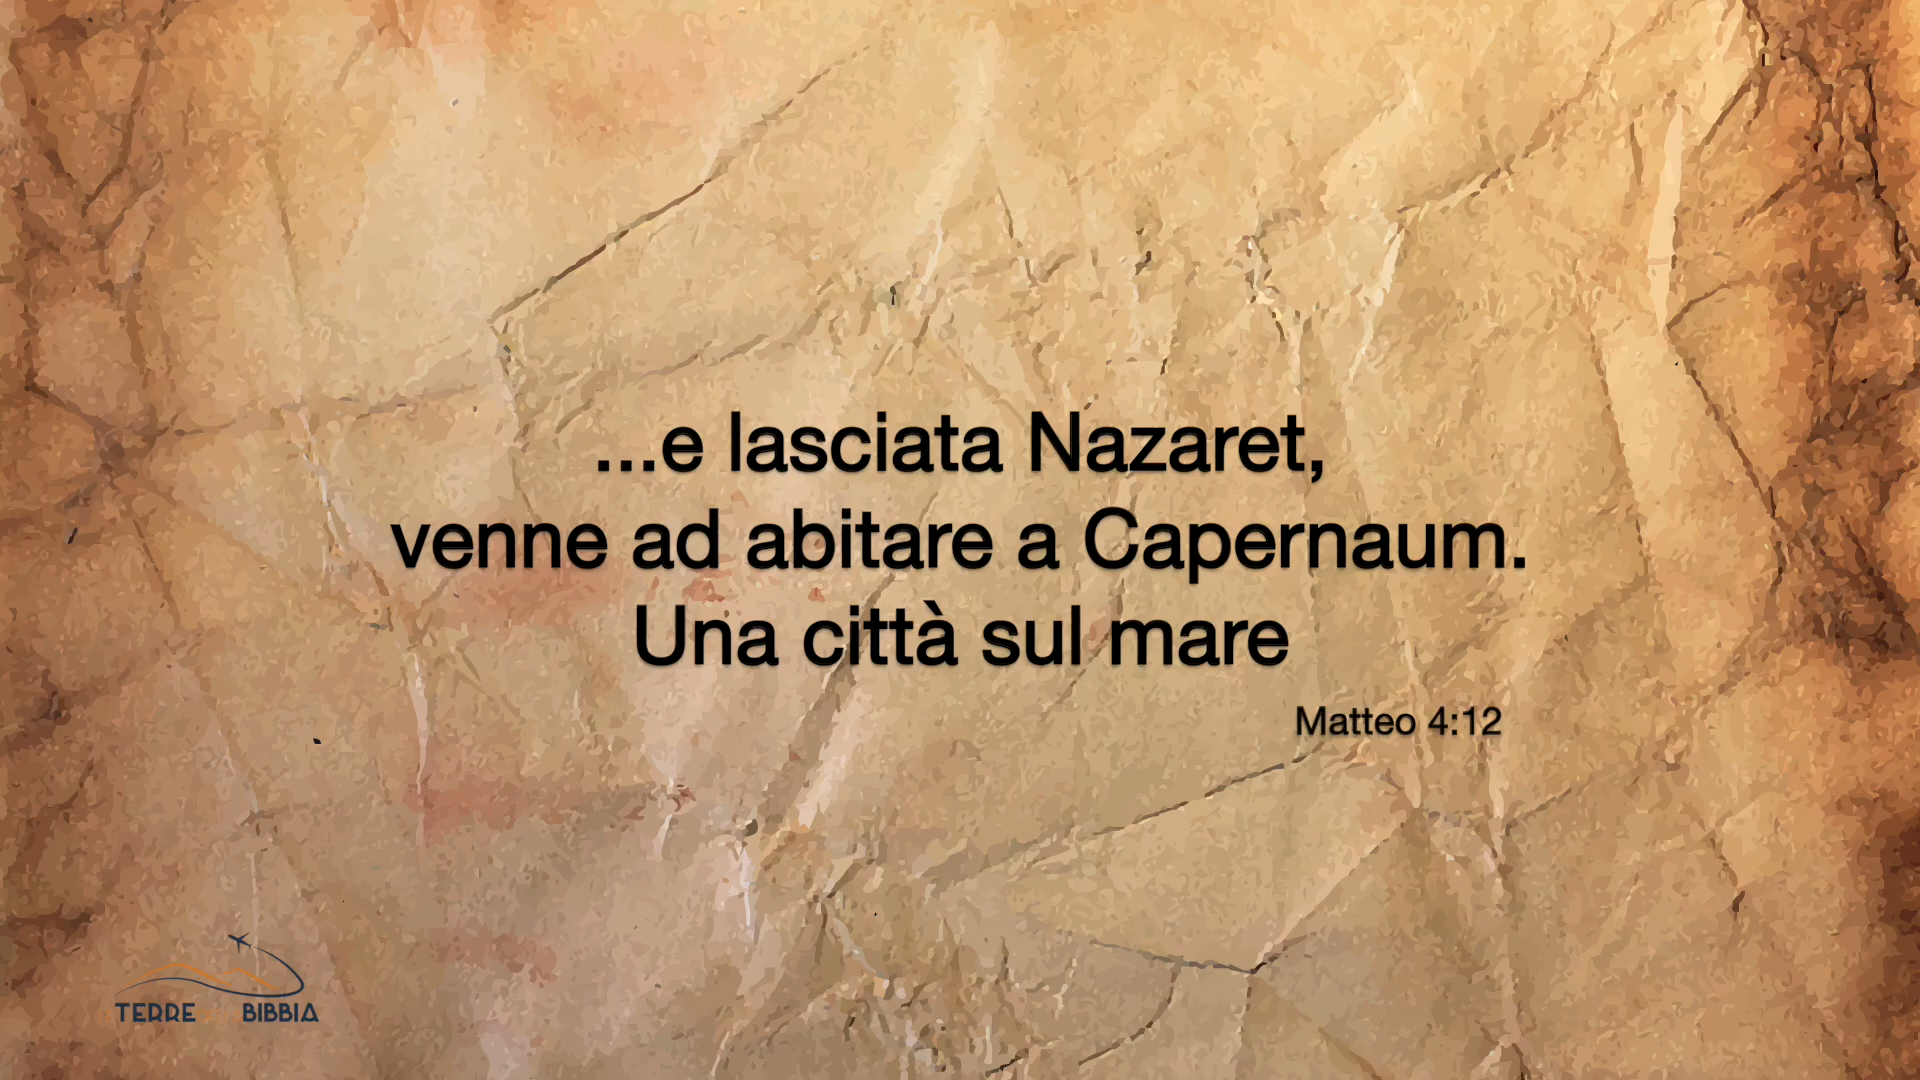 ...e lasciata Nazaret,
venne ad abitare a Capernaum.
Una città sul mare
Matteo 4:12
TERRE BIBBIA